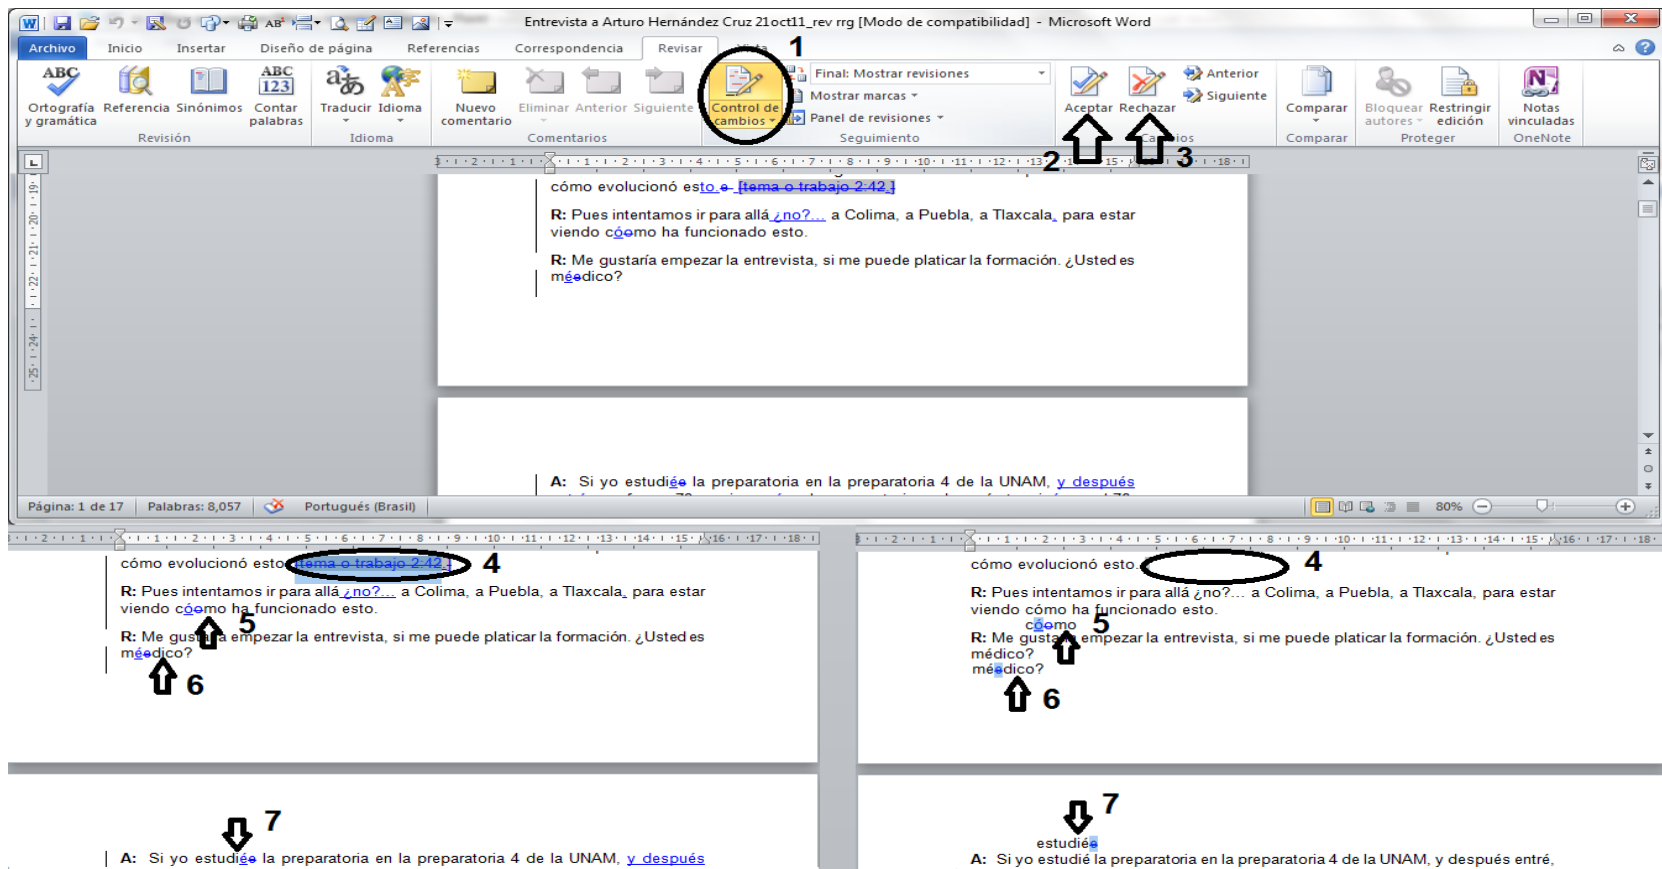 Entrevista a Arturo Hernández Cruz 21oct11_rev rrg [Modo de compatibilidad] - Microsoft Word
Archivo Inicio Insertar Diseño de página Referencias Correspondencia Revisar Vista 1
Ortografía y gramática
Referencia
Sinónimos
Contar palabras
Revisión
Traducir
Idioma
Idioma
Nuevo comentario
Eliminar
Anterior
Siguiente
Comentarios
Control de cambios
Final: Mostrar revisiones
Mostrar marcas
Panel de revisiones
Seguimiento
Aceptar
Rechazar
Anterior
Siguiente
Cambios
2
3
Comparar
Comparar
Bloquear autores
Restringir edición
Proteger
Notas vinculadas
OneNote
cómo evolucionó esto.e [tema o trabajo 2:42.]
R: Pues intentamos ir para allá ¿no?... a Colima, a Puebla, a Tlaxcala, para estar
viendo cóomo ha funcionado esto.
R: Me gustaría empezar la entrevista, si me puede platicar la formación. ¿Usted es
méedico?
A: Si yo estudiée la preparatoria en la preparatoria 4 de la UNAM, y después
Página: 1 de 17 Palabras: 8,057 Portugués (Brasil) 80%
cómo evolucionó esto [tema o trabajo 2:42.] 4
R: Pues intentamos ir para allá ¿no?... a Colima, a Puebla, a Tlaxcala, para estar
viendo cóomo ha funcionado esto.
5
R: Me gustaría empezar la entrevista, si me puede platicar la formación. ¿Usted es
méedico?
6
7
A: Si yo estudiée la preparatoria en la preparatoria 4 de la UNAM, y después
cómo evolucionó esto. 4
R: Pues intentamos ir para allá ¿no?... a Colima, a Puebla, a Tlaxcala, para estar
viendo cómo ha funcionado esto.
cóomo 5
R: Me gustaría empezar la entrevista, si me puede platicar la formación. ¿Usted es
médico?
méedico?
6
7
estudiée
A: Si yo estudié la preparatoria en la preparatoria 4 de la UNAM, y después entré,